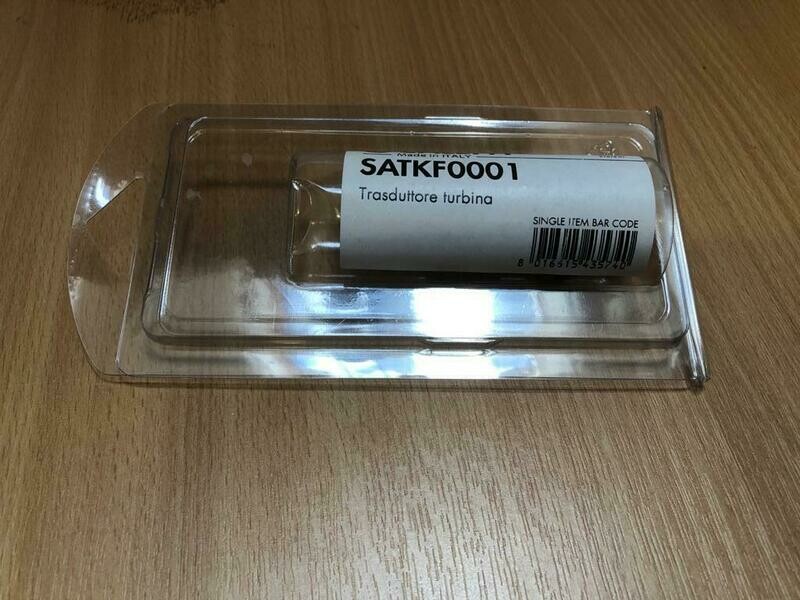 Made in ITALY
SATKF0001
Trasduttore turbina
SINGLE ITEM BAR CODE